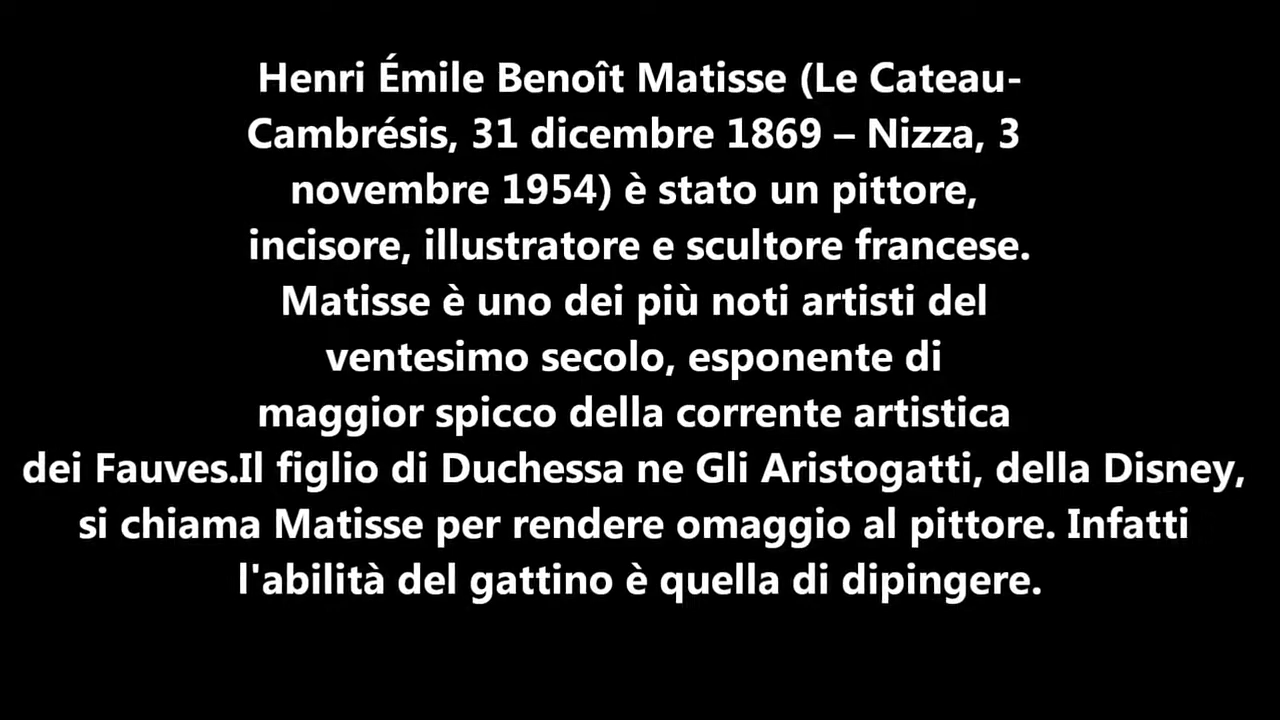 Henri Émile Benoît Matisse (Le Cateau-
Cambrésis, 31 dicembre 1869 – Nizza, 3
novembre 1954) è stato un pittore,
incisore, illustratore e scultore francese.
Matisse è uno dei più noti artisti del
ventesimo secolo, esponente di
maggior spicco della corrente artistica
dei Fauves.Il figlio di Duchessa ne Gli Aristogatti, della Disney,
si chiama Matisse per rendere omaggio al pittore. Infatti
l'abilità del gattino è quella di dipingere.